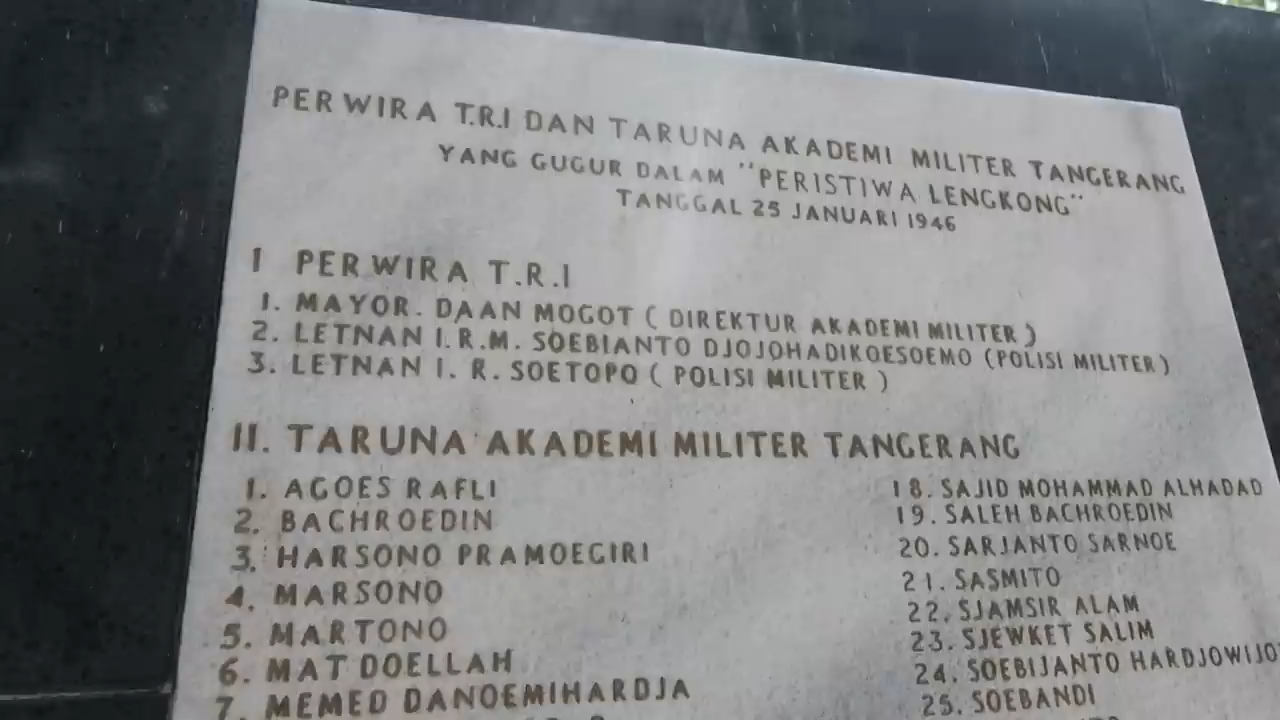 PERWIRA T.R.I DAN TARUNA AKADEMI MILITER TANGERANG
YANG GUGUR DALAM "PERISTIWA LENGKONG"
TANGGAL 25 JANUARI 1946
I PERWIRA T.R.I
1. MAYOR. DAAN MOGOT ( DIREKTUR AKADEMI MILITER )
2. LETNAN I.R.M. SOEBIANTO DJOJOHADIKOESOEMO (POLISI MILITER)
3. LETNAN I. R. SOETOPO ( POLISI MILITER )
II. TARUNA AKADEMI MILITER TANGERANG
1. AGOES RAFLI
2. BACHROEDIN
3. HARSONO PRAMOEGIRI
4. MARSONO
5. MARTONO
6. MAT DOELLAH
7. MEMED DANOEMIHARDJA
18. SAJID MOHAMMAD ALHADAD
19. SALEH BACHROEDIN
20. SARJANTO SARNOE
21. SASMITO
22. SJAMSIR ALAM
23. SJEWKET SALIM
24. SOEBIJANTO HARDJOWIJO
25. SOEBANDI